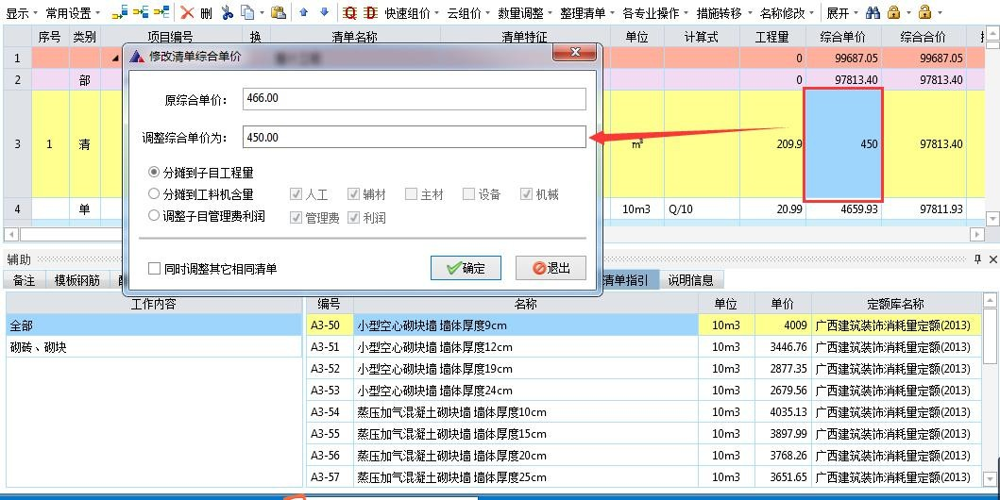 显示 常用设置 删 快速组价 云组价 数量调整 整理清单 各专业操作 措施转移 名称修改 展开
序号 类别 项目编号 换 清单名称 清单特征 单位 计算式 工程量 综合单价 综合合价
1 0 99687.05 99687.05
2 部 0 97813.40 97813.40
3 1 清 m³ 209.9 450 97813.40
4 单 10m3 Q/10 20.99 4659.93 97811.93
修改清单综合单价
原综合单价： 466.00
调整综合单价为： 450.00
分摊到子目工程量
分摊到工料机含量 人工 辅材 主材 设备 机械
调整子目管理费利润 管理费 利润
同时调整其它相同清单 确定 退出
辅助
备注 模板钢筋 清单指引 说明信息
工作内容 编号 名称 单位 单价 定额库名称
全部 A3-50 小型空心砌块墙 墙体厚度9cm 10m3 4009 广西建筑装饰消耗量定额(2013)
砌砖、砌块 A3-51 小型空心砌块墙 墙体厚度12cm 10m3 3446.76 广西建筑装饰消耗量定额(2013)
A3-52 小型空心砌块墙 墙体厚度19cm 10m3 2877.35 广西建筑装饰消耗量定额(2013)
A3-53 小型空心砌块墙 墙体厚度24cm 10m3 2679.56 广西建筑装饰消耗量定额(2013)
A3-54 蒸压加气混凝土砌块墙 墙体厚度10cm 10m3 4035.13 广西建筑装饰消耗量定额(2013)
A3-55 蒸压加气混凝土砌块墙 墙体厚度15cm 10m3 3897.99 广西建筑装饰消耗量定额(2013)
A3-56 蒸压加气混凝土砌块墙 墙体厚度20cm 10m3 3768.26 广西建筑装饰消耗量定额(2013)
A3-57 蒸压加气混凝土砌块墙 墙体厚度25cm 10m3 3651.65 广西建筑装饰消耗量定额(2013)